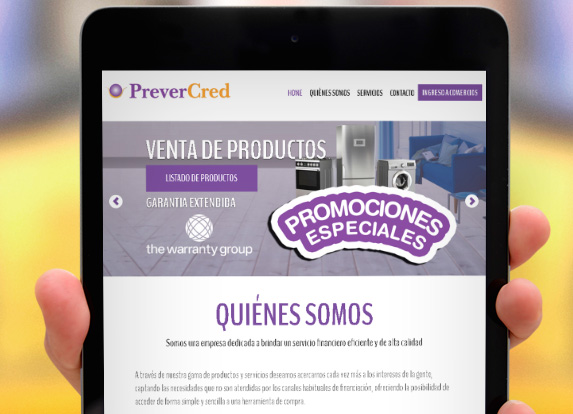 PreverCred
HOME QUIÉNES SOMOS SERVICIOS CONTACTO INGRESO A COMERCIOS
VENTA DE PRODUCTOS
LISTADO DE PRODUCTOS
GARANTIA EXTENDIDA
the warranty group
PROMOCIONES
ESPECIALES
QUIÉNES SOMOS
Somos una empresa dedicada a brindar un servicio financiero eficiente y de alta calidad
A través de nuestra gama de productos y servicios deseamos acercarnos cada vez más a los intereses de la gente,
captando las necesidades que no son atendidas por los canales habituales de financiación, ofreciendo la posibilidad de
acceder de forma simple y sencilla a una herramienta de compra.